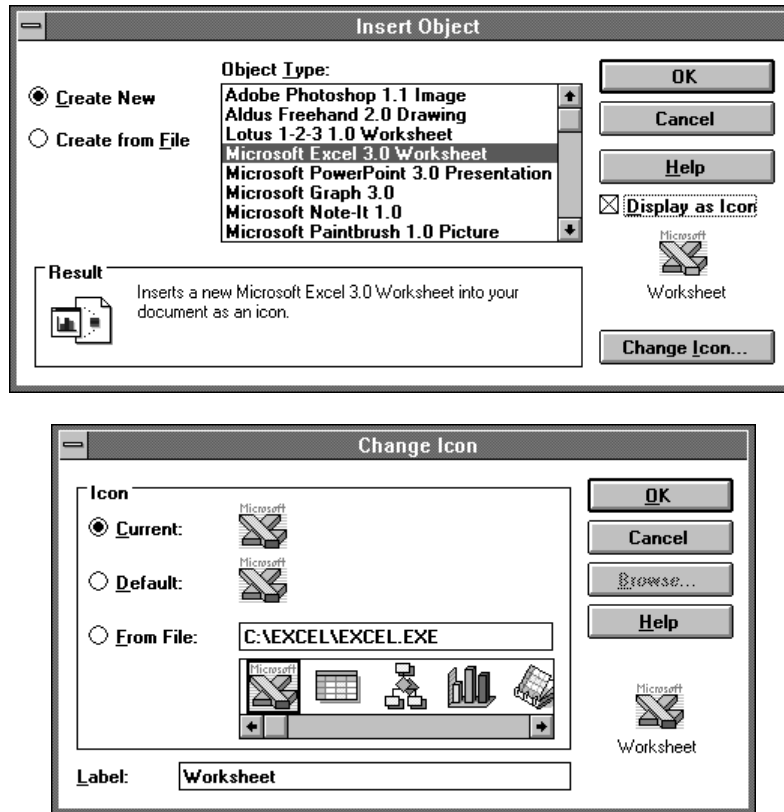 Insert Object
Object Type:
Create New
Create from File
Adobe Photoshop 1.1 Image
Aldus Freehand 2.0 Drawing
Lotus 1-2-3 1.0 Worksheet
Microsoft Excel 3.0 Worksheet
Microsoft PowerPoint 3.0 Presentation
Microsoft Graph 3.0
Microsoft Note-It 1.0
Microsoft Paintbrush 1.0 Picture
OK
Cancel
Help
Display as Icon
Microsoft
Worksheet
Change Icon...
Result
Inserts a new Microsoft Excel 3.0 Worksheet into your
document as an icon.
Change Icon
Icon
Current:
Microsoft
Default:
Microsoft
From File:
C:\EXCEL\EXCEL.EXE
Microsoft
OK
Cancel
Browse...
Help
Microsoft
Worksheet
Label:
Worksheet